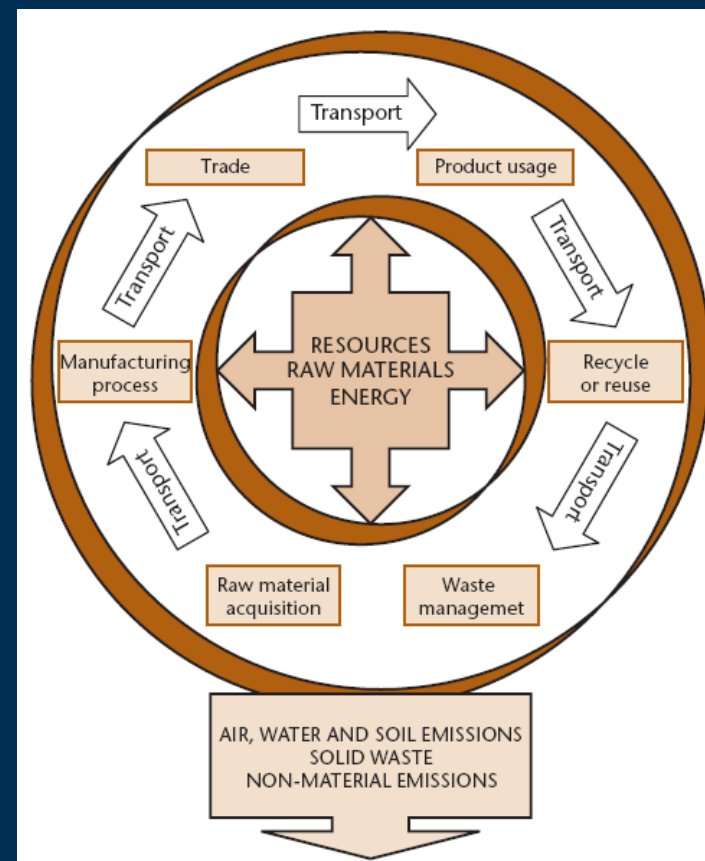 Transport
Trade
Product usage
Transport
Transport
RESOURCES
RAW MATERIALS
ENERGY
Manufacturing
process
Recycle
or reuse
Transport
Transport
Raw material
acquisition
Waste
managemet
AIR, WATER AND SOIL EMISSIONS
SOLID WASTE
NON-MATERIAL EMISSIONS